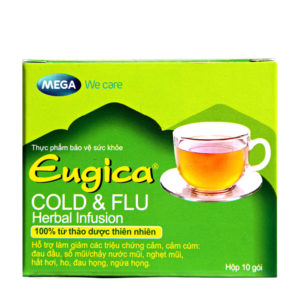 MEGA We care
Thực phẩm bảo vệ sức khỏe
Eugica®
COLD & FLU
Herbal Infusion
100% từ thảo dược thiên nhiên
Hỗ trợ làm giảm các triệu chứng cảm, cảm cúm:
đau đầu, sổ mũi/chảy nước mũi, nghẹt mũi,
hắt hơi, ho, đau họng, ngứa họng.
Hộp 10 gói